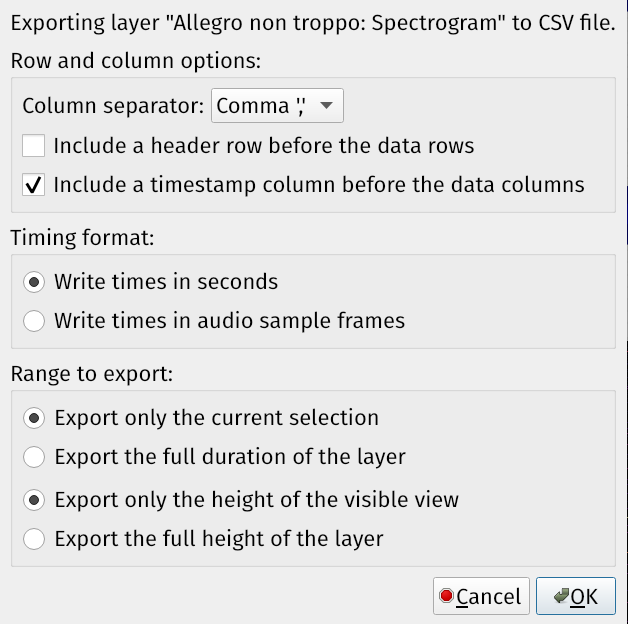 Exporting layer "Allegro non troppo: Spectrogram" to CSV file.
Row and column options:
Column separator: Comma ','
Include a header row before the data rows
Include a timestamp column before the data columns
Timing format:
Write times in seconds
Write times in audio sample frames
Range to export:
Export only the current selection
Export the full duration of the layer
Export only the height of the visible view
Export the full height of the layer
Cancel OK